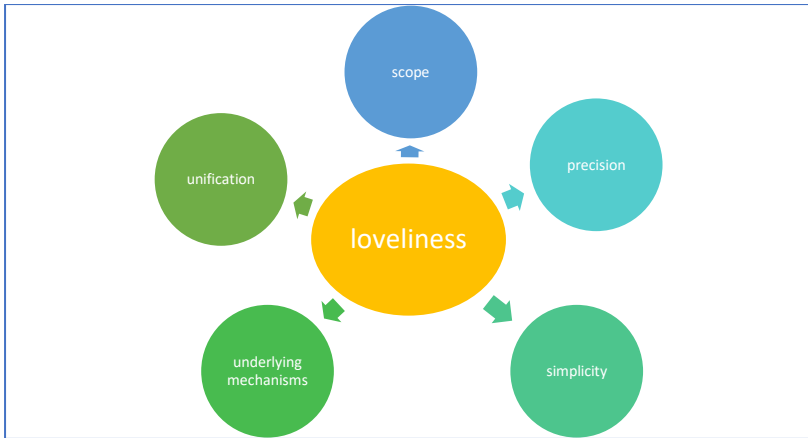 scope
precision
unification
loveliness
underlying
mechanisms
simplicity